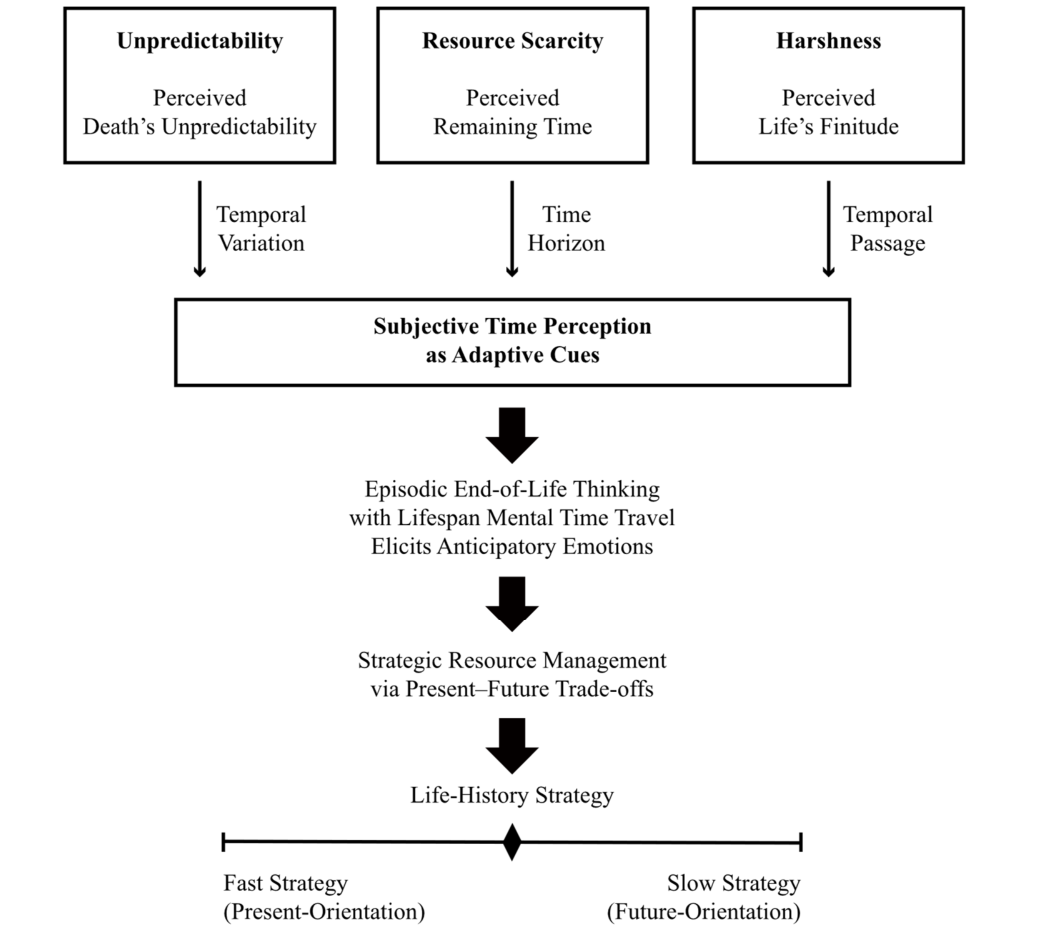 Unpredictability
Perceived
Death's Unpredictability
Resource Scarcity
Perceived
Remaining Time
Harshness
Perceived
Life's Finitude
Temporal
Variation
Time
Horizon
Temporal
Passage
Subjective Time Perception
as Adaptive Cues
Episodic End-of-Life Thinking
with Lifespan Mental Time Travel
Elicits Anticipatory Emotions
Strategic Resource Management
via Present–Future Trade-offs
Life-History Strategy
Fast Strategy
(Present-Orientation)
Slow Strategy
(Future-Orientation)